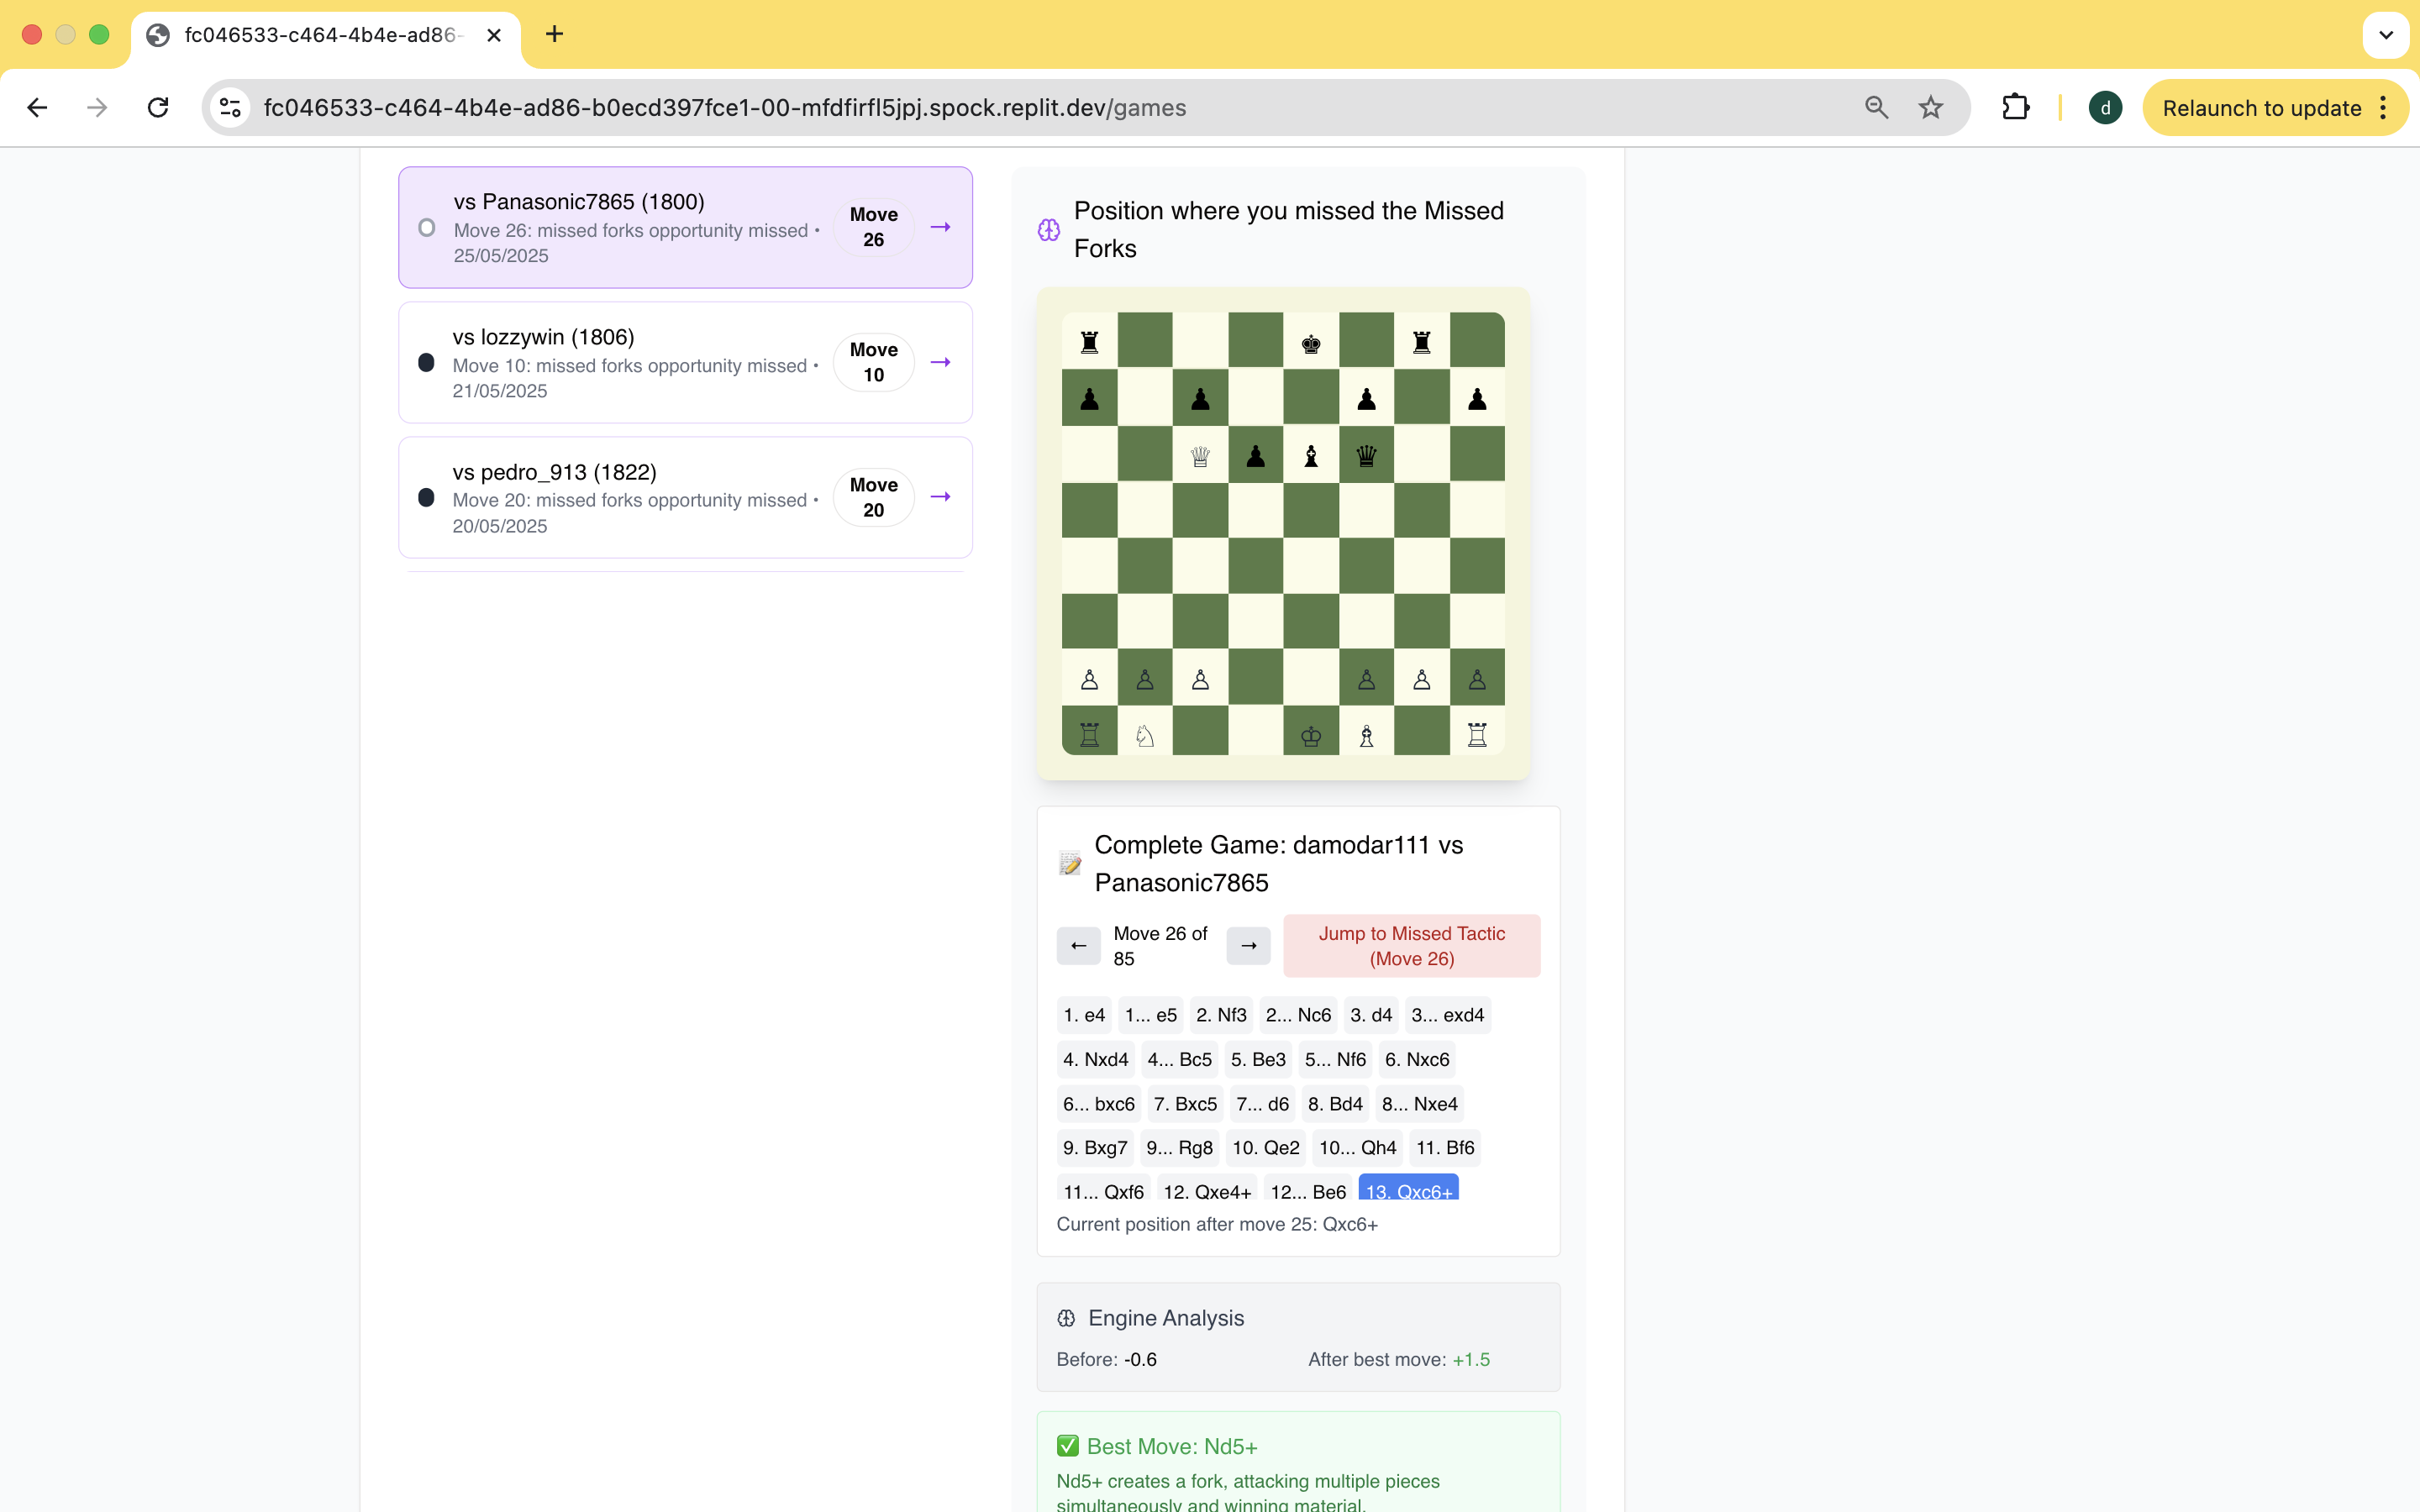 fc046533-c464-4b4e-ad86-
fc046533-c464-4b4e-ad86-b0ecd397fce1-00-mfdfirfl5jpj.spock.replit.dev/games
d
Relaunch to update
vs Panasonic7865 (1800)
Move 26: missed forks opportunity missed •
25/05/2025
Move
26
→
vs lozzywin (1806)
Move 10: missed forks opportunity missed •
21/05/2025
Move
10
→
vs pedro_913 (1822)
Move 20: missed forks opportunity missed •
20/05/2025
Move
20
→
Position where you missed the Missed
Forks
Complete Game: damodar111 vs
Panasonic7865
←
Move 26 of
85
→
Jump to Missed Tactic
(Move 26)
1. e4 1... e5 2. Nf3 2... Nc6 3. d4 3... exd4
4. Nxd4 4... Bc5 5. Be3 5... Nf6 6. Nxc6
6... bxc6 7. Bxc5 7... d6 8. Bd4 8... Nxe4
9. Bxg7 9... Rg8 10. Qe2 10... Qh4 11. Bf6
11... Qxf6 12. Qxe4+ 12... Be6 13. Qxc6+
Current position after move 25: Qxc6+
Engine Analysis
Before: -0.6 After best move: +1.5
✅ Best Move: Nd5+
Nd5+ creates a fork, attacking multiple pieces
simultaneously and winning material.